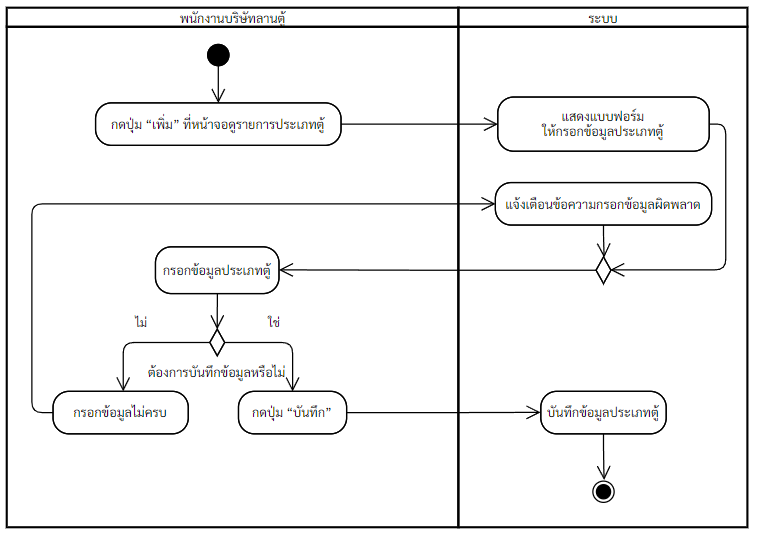 พนักงานบริษัทลานตู้
ระบบ
กดปุ่ม “เพิ่ม” ที่หน้าจอดูรายการประเภทตู้
แสดงแบบฟอร์ม
ให้กรอกข้อมูลประเภทตู้
แจ้งเตือนข้อความกรอกข้อมูลผิดพลาด
กรอกข้อมูลประเภทตู้
ไม่
ใช่
ต้องการบันทึกข้อมูลหรือไม่
กรอกข้อมูลไม่ครบ
กดปุ่ม “บันทึก”
บันทึกข้อมูลประเภทตู้